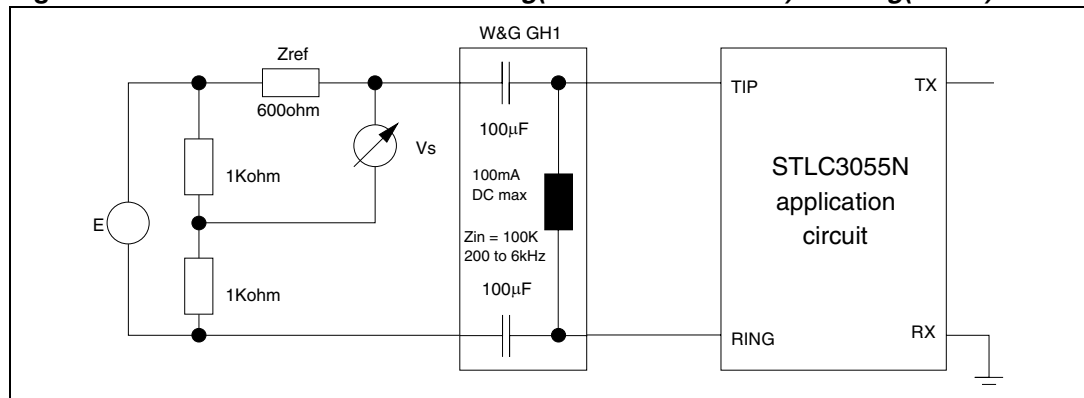 W&G GH1
Zref
600ohm
100μF
Vs
1Kohm
E
1Kohm
100mA
DC max
Zin = 100K
200 to 6kHz
100μF
TIP
TX
STLC3055N
application
circuit
RING
RX